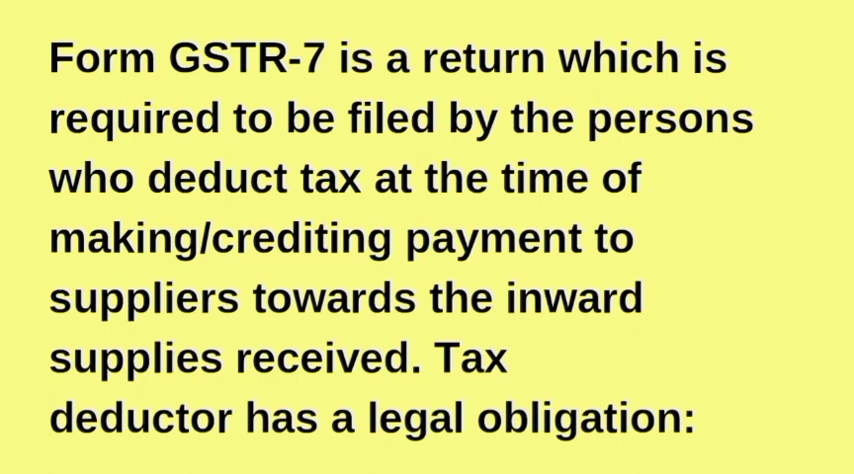 Form GSTR-7 is a return which is
required to be filed by the persons
who deduct tax at the time of
making/crediting payment to
suppliers towards the inward
supplies received. Tax
deductor has a legal obligation: